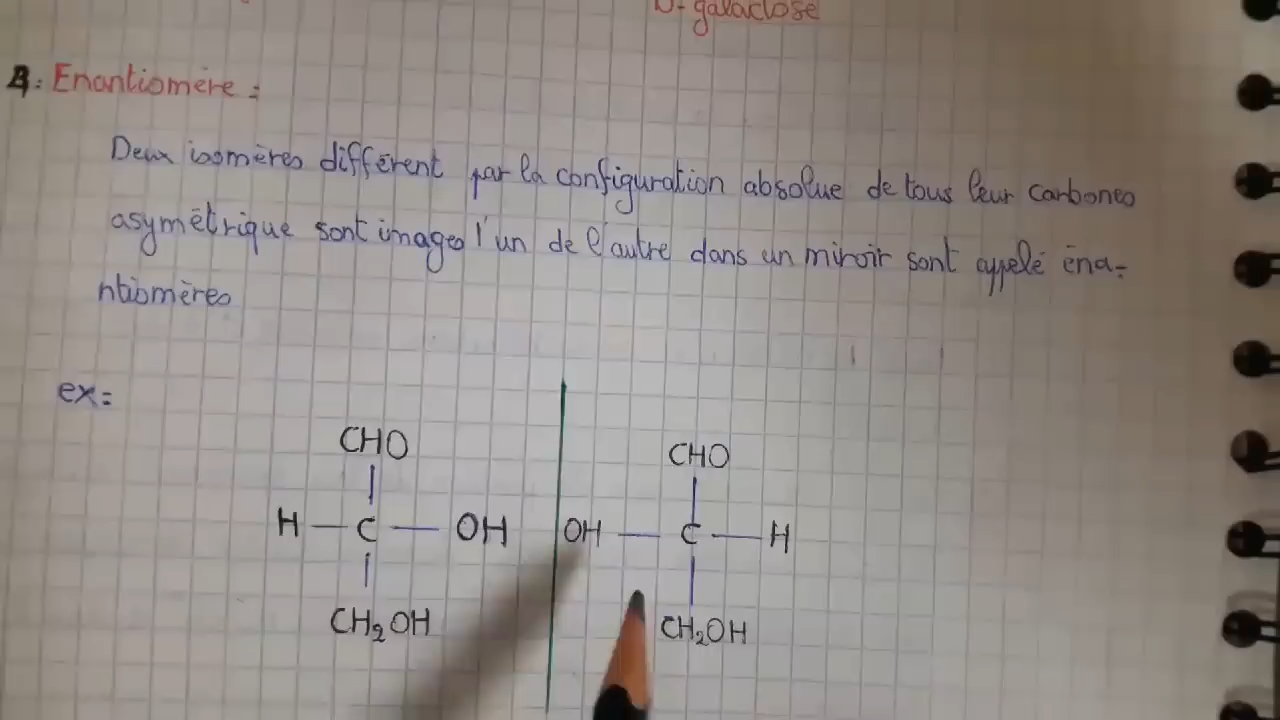 D-galactose
4: Enantiomère :
Deux isomères différent par la configuration absolue de tous leur carbones
asymétrique sont images l'un de l'autre dans un miroir sont appelé éna-
ntiomères
ex:
CHO CHO
H — C — OH OH — C — H
CH₂OH CH₂OH